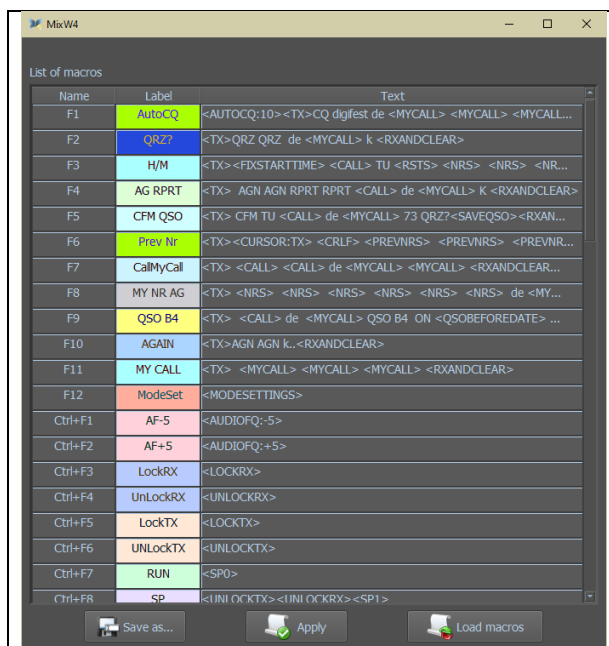 MixW4
List of macros
Name Label Text
F1 AutoCQ <AUTOCQ:10><TX>CQ digifest de <MYCALL> <MYCALL> <MYCALL...
F2 QRZ? <TX>QRZ QRZ de <MYCALL> k <RXANDCLEAR>
F3 H/M <TX><FIXSTARTTIME> <CALL> TU <RSTS> <NRS> <NRS> <NR...
F4 AG RPRT <TX> AGN AGN RPRT RPRT <CALL> de <MYCALL> K <RXANDCLEAR>
F5 CFM QSO <TX> CFM TU <CALL> de <MYCALL> 73 QRZ?<SAVEQSO><RXAN...
F6 Prev Nr <TX><CURSOR:TX> <CRLF> <PREVNRS> <PREVNRS> <PREVNR...
F7 CallMyCall <TX> <CALL> <CALL> de <MYCALL> <MYCALL> <RXANDCLEAR...
F8 MY NR AG <TX> <NRS> <NRS> <NRS> <NRS> <NRS> <NRS> de <MY...
F9 QSO B4 <TX> <CALL> de <MYCALL> QSO B4 ON <QSOBEFOREDATE> ...
F10 AGAIN <TX>AGN AGN k..<RXANDCLEAR>
F11 MY CALL <TX> <MYCALL> <MYCALL> <MYCALL> <RXANDCLEAR>
F12 ModeSet <MODESETTINGS>
Ctrl+F1 AF-5 <AUDIOFQ:-5>
Ctrl+F2 AF+5 <AUDIOFQ:+5>
Ctrl+F3 LockRX <LOCKRX>
Ctrl+F4 UnLockRX <UNLOCKRX>
Ctrl+F5 LockTX <LOCKTX>
Ctrl+F6 UNLockTX <UNLOCKTX>
Ctrl+F7 RUN <SP0>
Ctrl+F8 SP <UNLOCKTX><UNLOCKRX><SP1>
Save as... Apply Load macros